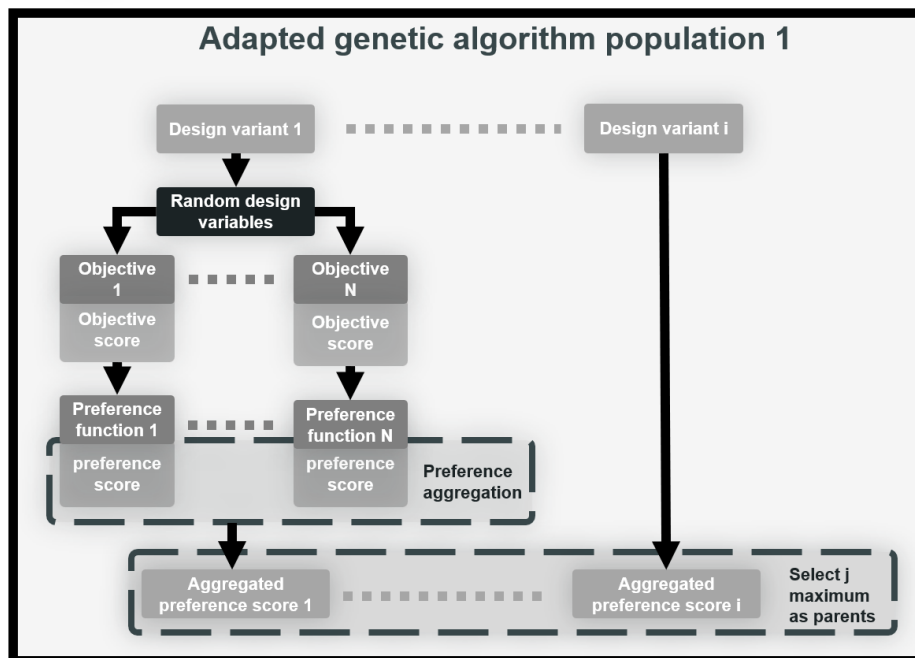 Adapted genetic algorithm population 1
Design variant 1
Design variant i
Random design
variables
Objective
1
Objective
N
Objective
score
Objective
score
Preference
function 1
Preference
function N
preference
score
preference
score
Preference
aggregation
Aggregated
preference score 1
Aggregated
preference score i
Select j
maximum
as parents